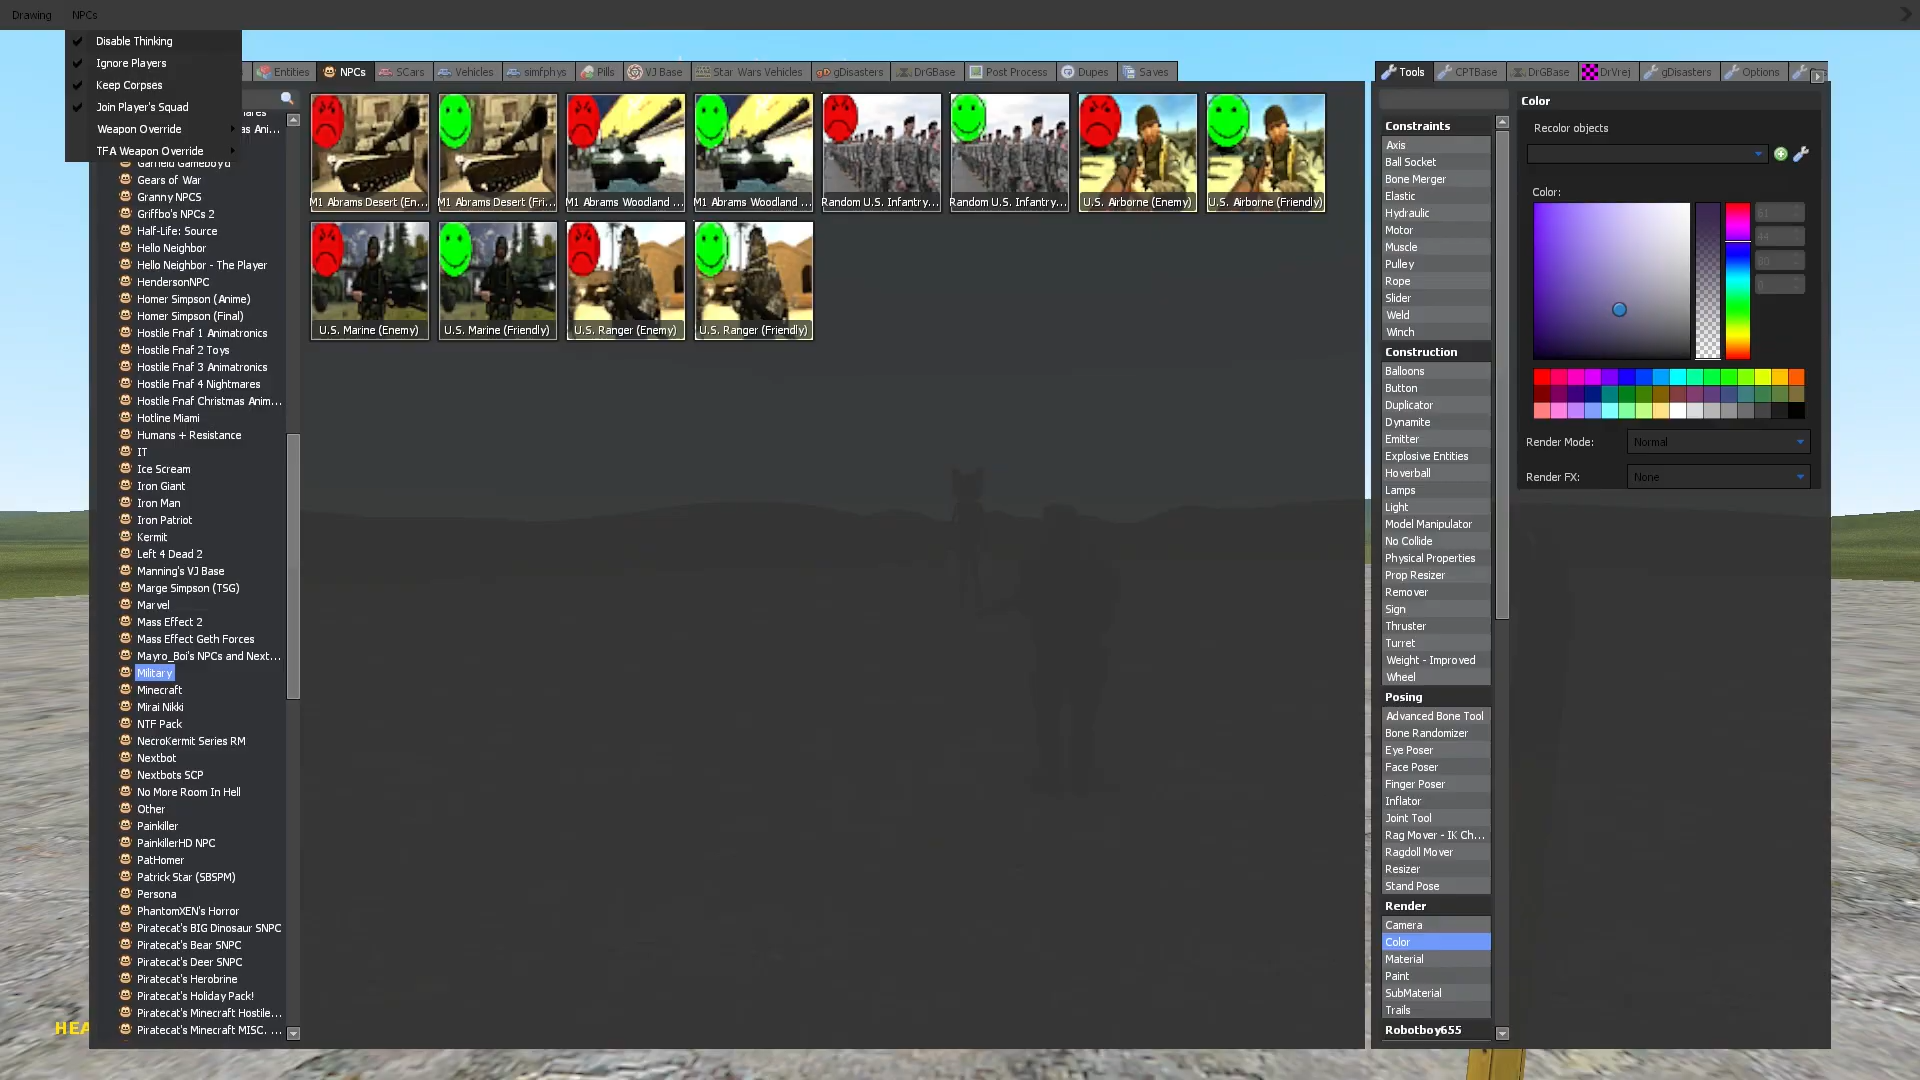 Drawing NPCs
Disable Thinking
Ignore Players
Keep Corpses
Join Player's Squad
Weapon Override
TFA Weapon Override
Entities NPCs SCars Vehicles simfphys Pills VJ Base Star Wars Vehicles gDisasters DrGBase Post Process Dupes Saves
Garfield Gameboyd
Gears of War
Granny NPCS
Griffbo's NPCs 2
Half-Life: Source
Hello Neighbor
Hello Neighbor - The Player
HendersonNPC
Homer Simpson (Anime)
Homer Simpson (Final)
Hostile Fnaf 1 Animatronics
Hostile Fnaf 2 Toys
Hostile Fnaf 3 Animatronics
Hostile Fnaf 4 Nightmares
Hostile Fnaf Christmas Anim...
Hotline Miami
Humans + Resistance
IT
Ice Scream
Iron Giant
Iron Man
Iron Patriot
Kermit
Left 4 Dead 2
Manning's VJ Base
Marge Simpson (TSG)
Marvel
Mass Effect 2
Mass Effect Geth Forces
Mayro_Boi's NPCs and Next...
Military
Minecraft
Mirai Nikki
NTF Pack
NecroKermit Series RM
Nextbot
Nextbots SCP
No More Room In Hell
Other
Painkiller
PainkillerHD NPC
PatHomer
Patrick Star (SBSPM)
Persona
PhantomXEN's Horror
Piratecat's BIG Dinosaur SNPC
Piratecat's Bear SNPC
Piratecat's Deer SNPC
Piratecat's Herobrine
Piratecat's Holiday Pack!
Piratecat's Minecraft Hostile...
Piratecat's Minecraft MISC. ...
HEA
M1 Abrams Desert (En... M1 Abrams Desert (Fri... M1 Abrams Woodland ... M1 Abrams Woodland ... Random U.S. Infantry... Random U.S. Infantry... U.S. Airborne (Enemy) U.S. Airborne (Friendly)
U.S. Marine (Enemy) U.S. Marine (Friendly) U.S. Ranger (Enemy) U.S. Ranger (Friendly)
Tools CPTBase DrGBase DrVrej gDisasters Options
Constraints
Axis
Ball Socket
Bone Merger
Elastic
Hydraulic
Motor
Muscle
Pulley
Rope
Slider
Weld
Winch
Construction
Balloons
Button
Duplicator
Dynamite
Emitter
Explosive Entities
Hoverball
Lamps
Light
Model Manipulator
No Collide
Physical Properties
Prop Resizer
Remover
Sign
Thruster
Turret
Weight - Improved
Wheel
Posing
Advanced Bone Tool
Bone Randomizer
Eye Poser
Face Poser
Finger Poser
Inflator
Joint Tool
Rag Mover - IK Ch...
Ragdoll Mover
Resizer
Stand Pose
Render
Camera
Color
Material
Paint
SubMaterial
Trails
Robotboy655
Color
Recolor objects
Color:
61
44
80
0
Render Mode: Normal
Render FX: None